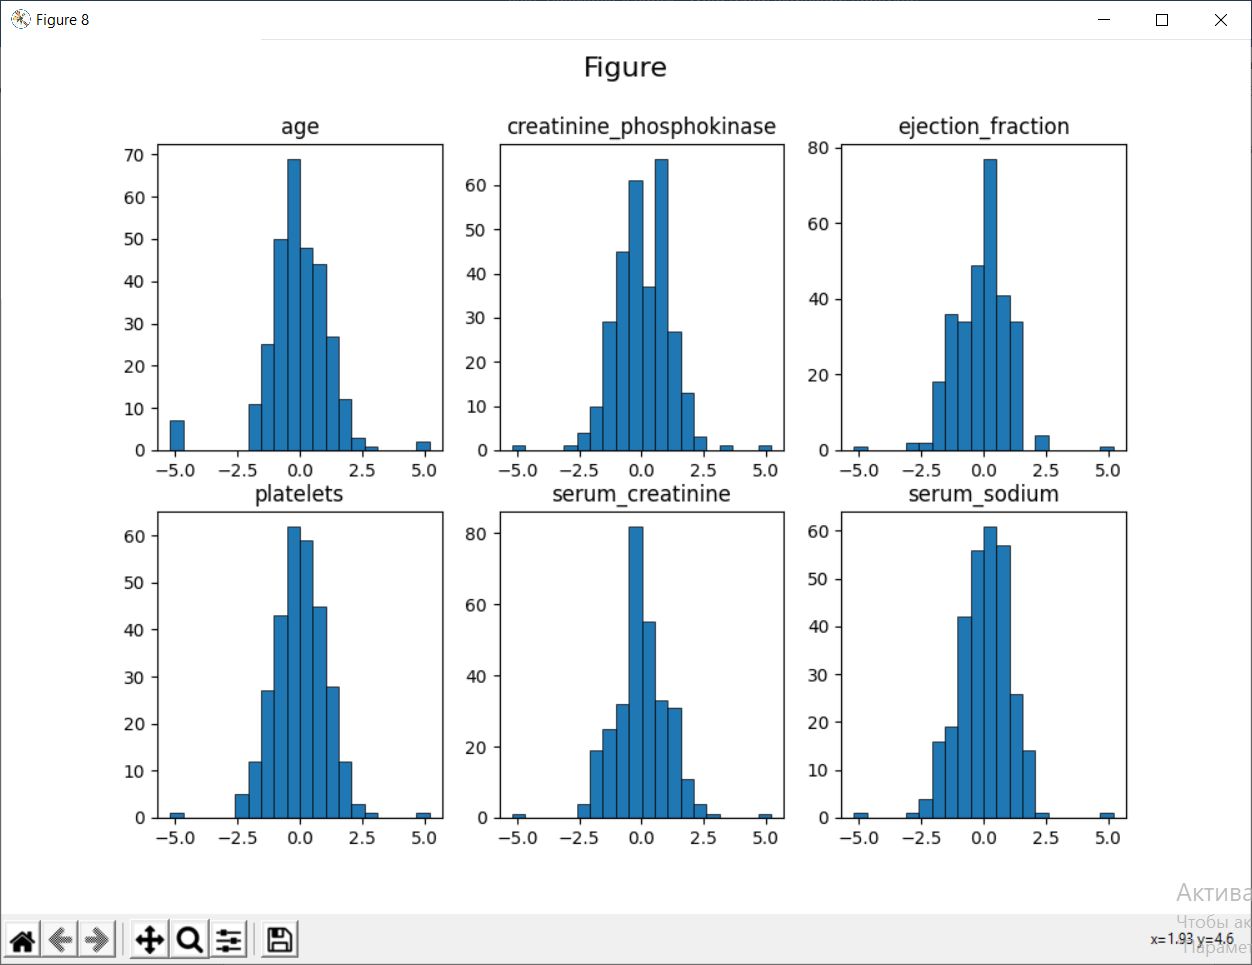 Figure 8
Figure
age
creatinine_phosphokinase
ejection_fraction
70
60
50
40
30
20
10
0
−5.0 −2.5 0.0 2.5 5.0
60
50
40
30
20
10
0
−5.0 −2.5 0.0 2.5 5.0
80
60
40
20
0
−5.0 −2.5 0.0 2.5 5.0
platelets
serum_creatinine
serum_sodium
60
50
40
30
20
10
0
−5.0 −2.5 0.0 2.5 5.0
80
60
40
20
0
−5.0 −2.5 0.0 2.5 5.0
60
50
40
30
20
10
0
−5.0 −2.5 0.0 2.5 5.0
Актива
Чтобы ак
x=1.93 y=4.6
Параме